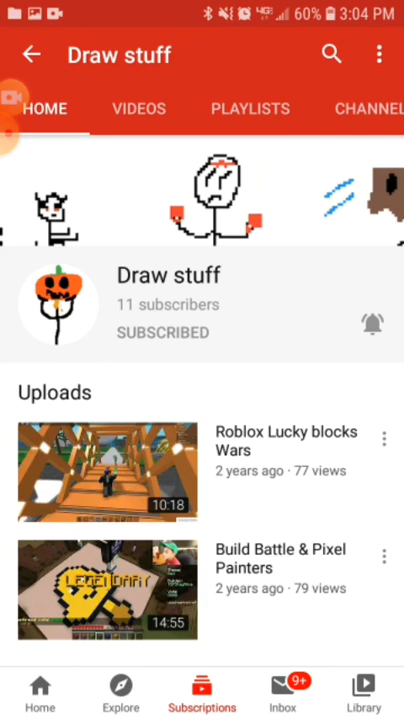 60% 3:04 PM
Draw stuff
HOME VIDEOS PLAYLISTS CHANNEL
Draw stuff
11 subscribers
SUBSCRIBED
Uploads
Roblox Lucky blocks
Wars
2 years ago · 77 views
10:18
Build Battle & Pixel
Painters
2 years ago · 79 views
LEGENDARY
14:55
9+
Home Explore Subscriptions Inbox Library